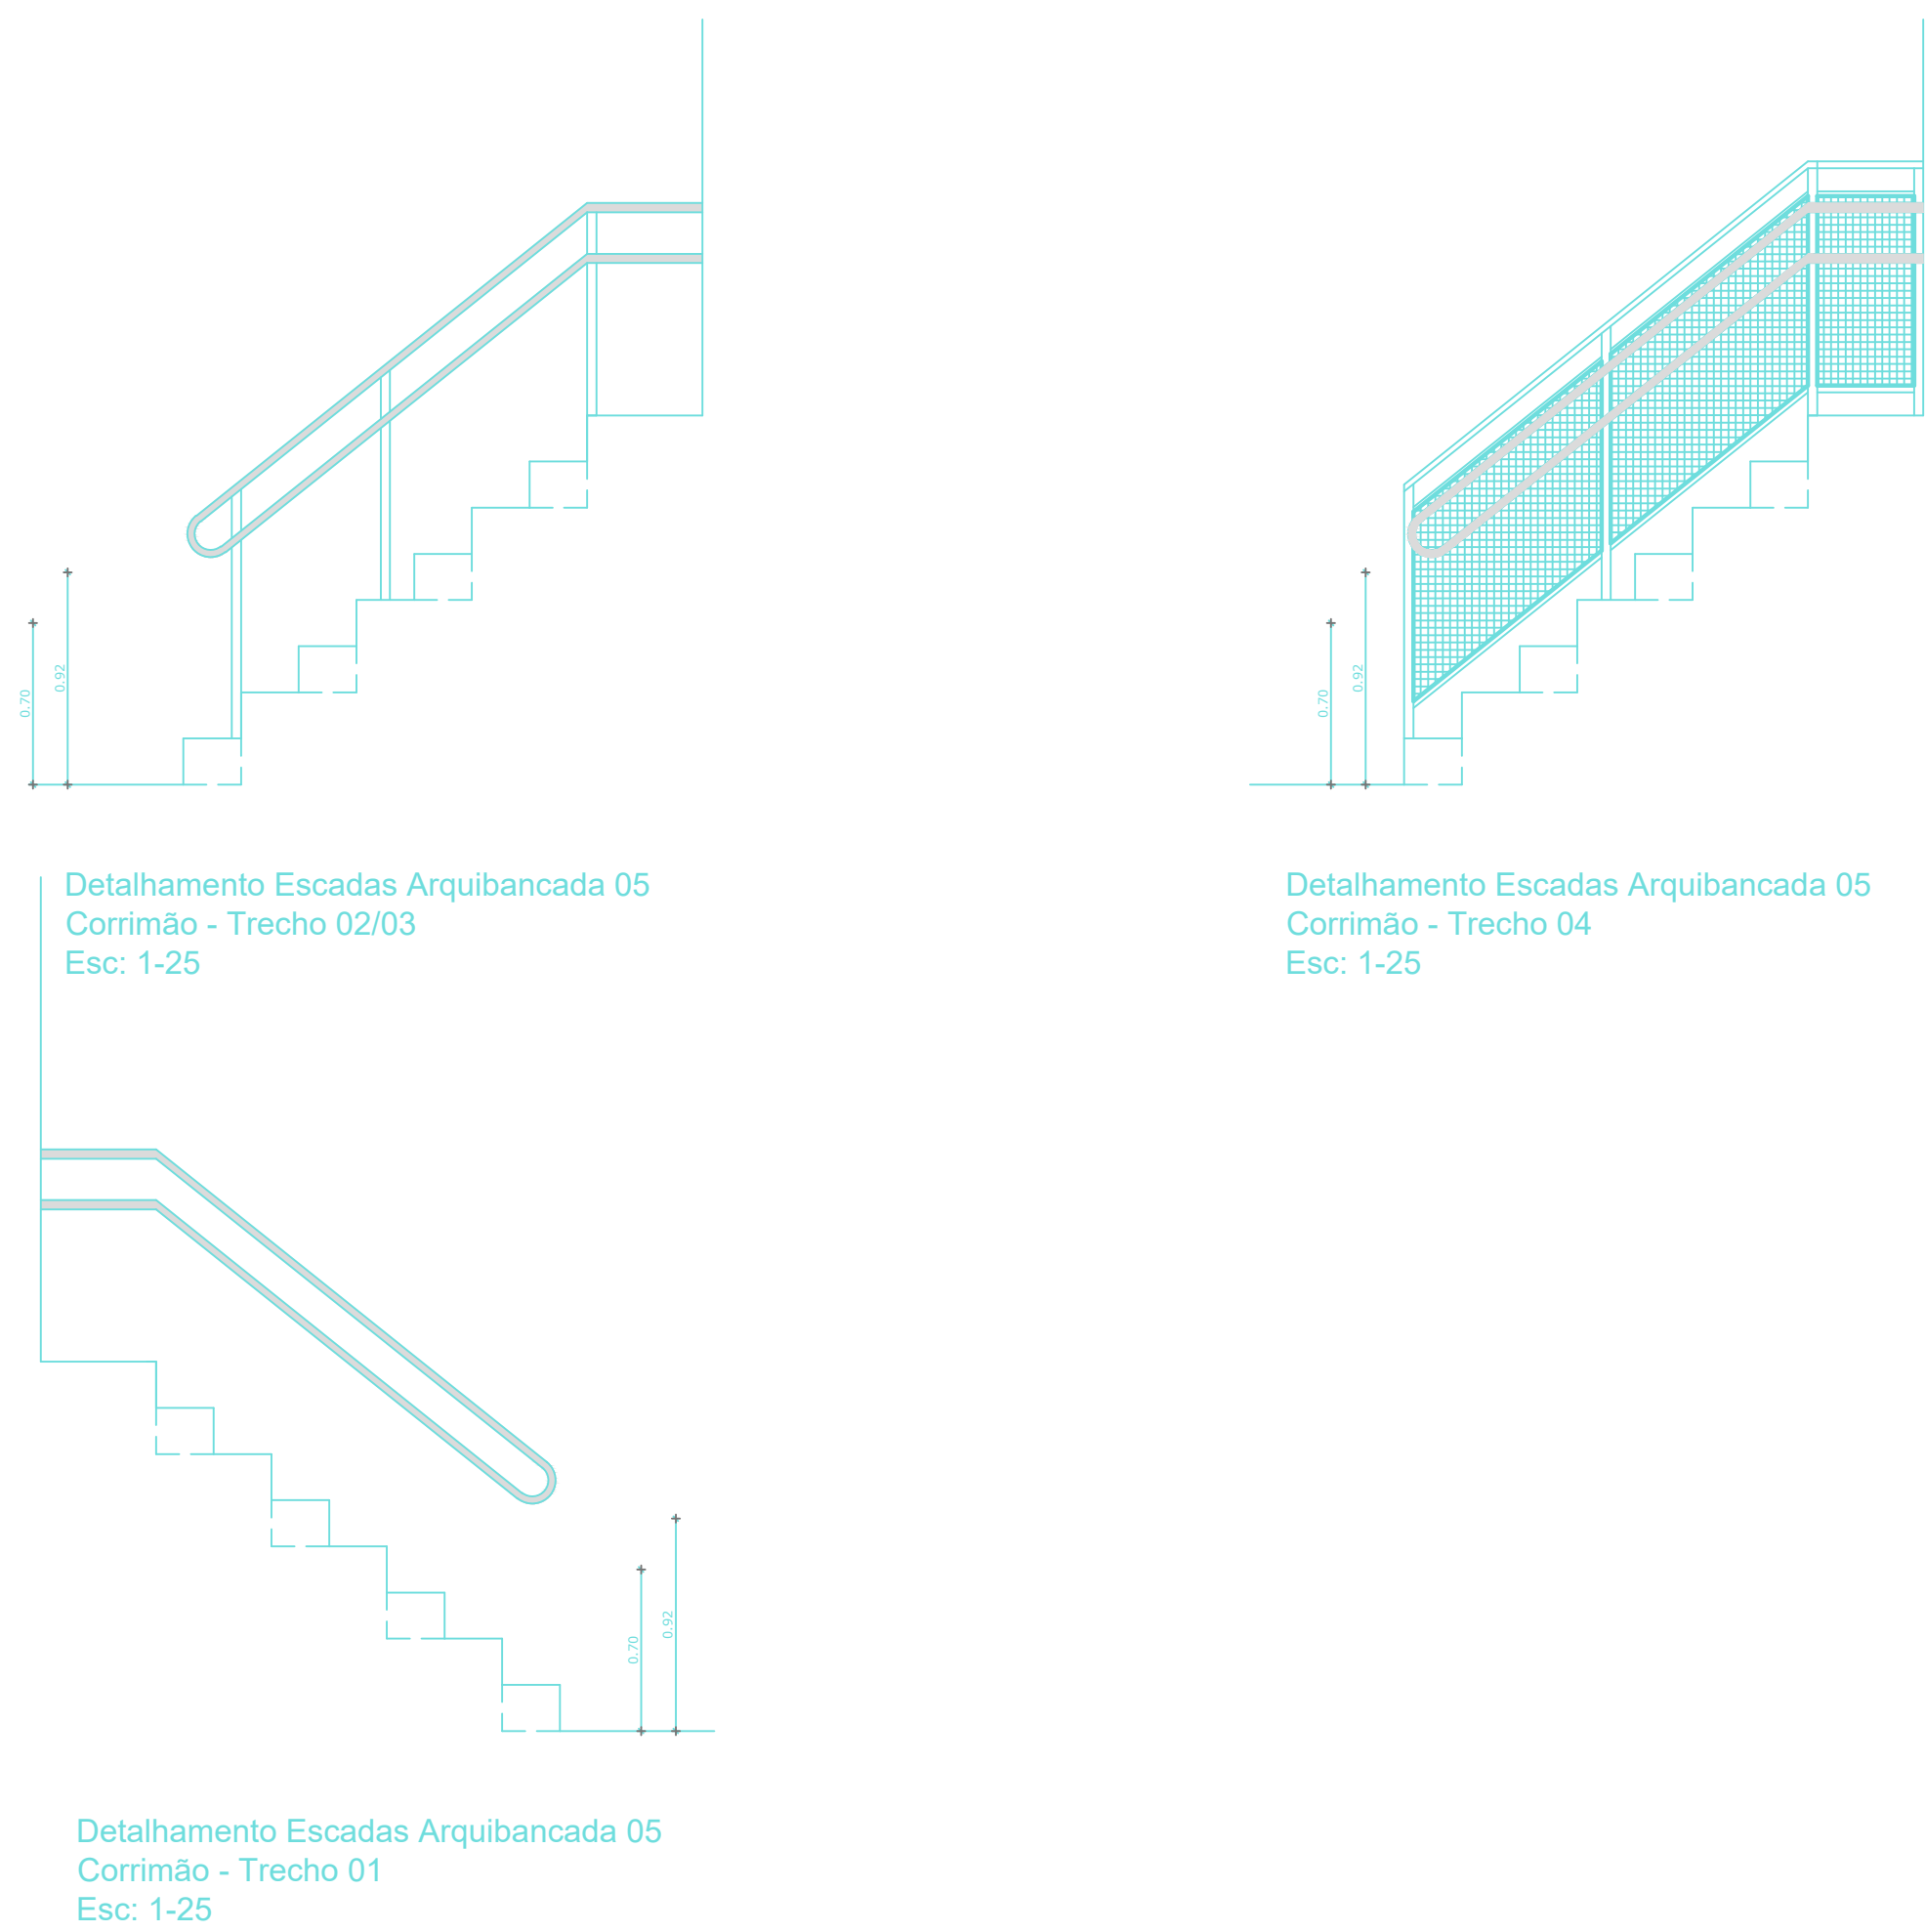 0.70
0.92
Detalhamento Escadas Arquibancada 05
Corrimão - Trecho 02/03
Esc: 1-25
0.70
0.92
Detalhamento Escadas Arquibancada 05
Corrimão - Trecho 04
Esc: 1-25
0.70
0.92
Detalhamento Escadas Arquibancada 05
Corrimão - Trecho 01
Esc: 1-25